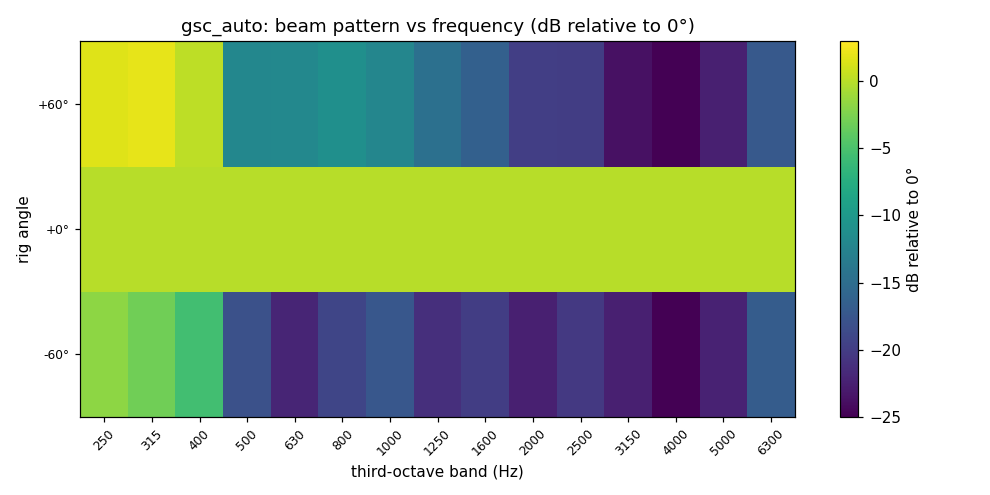 gsc_auto: beam pattern vs frequency (dB relative to 0°)
+60°
+0°
-60°
rig angle
250 315 400 500 630 800 1000 1250 1600 2000 2500 3150 4000 5000 6300
third-octave band (Hz)
0
−5
−10
−15
−20
−25
dB relative to 0°